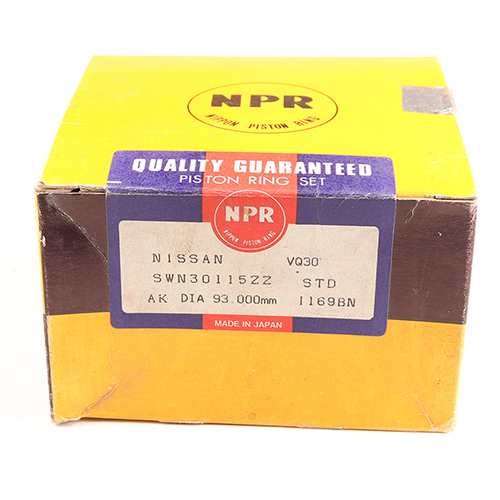 NPR
NIPPON PISTON RING
QUALITY GUARANTEED
PISTON RING SET
NPR
NIPPON PISTON RING
NISSAN VQ30
SWN30115ZZ STD
AK DIA 93.000mm 1169BN
MADE IN JAPAN